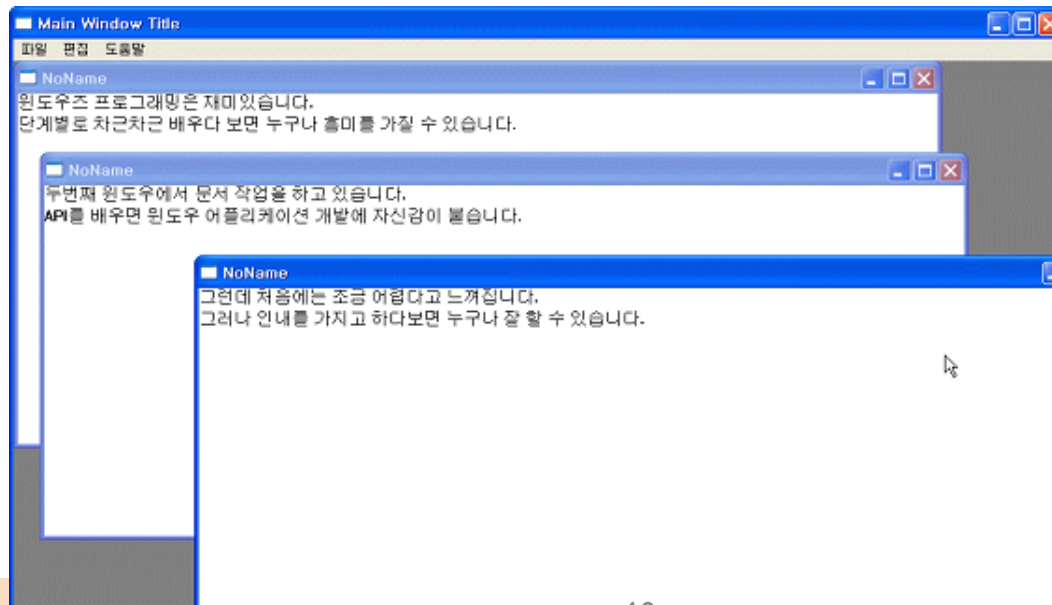 Main Window Title
파일 편집 도움말
NoName
윈도우즈 프로그래밍은 재미있습니다.
단계별로 차근차근 배우다 보면 누구나 흥미를 가질 수 있습니다.
NoName
두번째 윈도우에서 문서 작업을 하고 있습니다.
API를 배우면 윈도우 어플리케이션 개발에 자신감이 붙습니다.
NoName
그런데 처음에는 조금 어렵다고 느껴집니다.
그러나 인내를 가지고 하다보면 누구나 잘 할 수 있습니다.